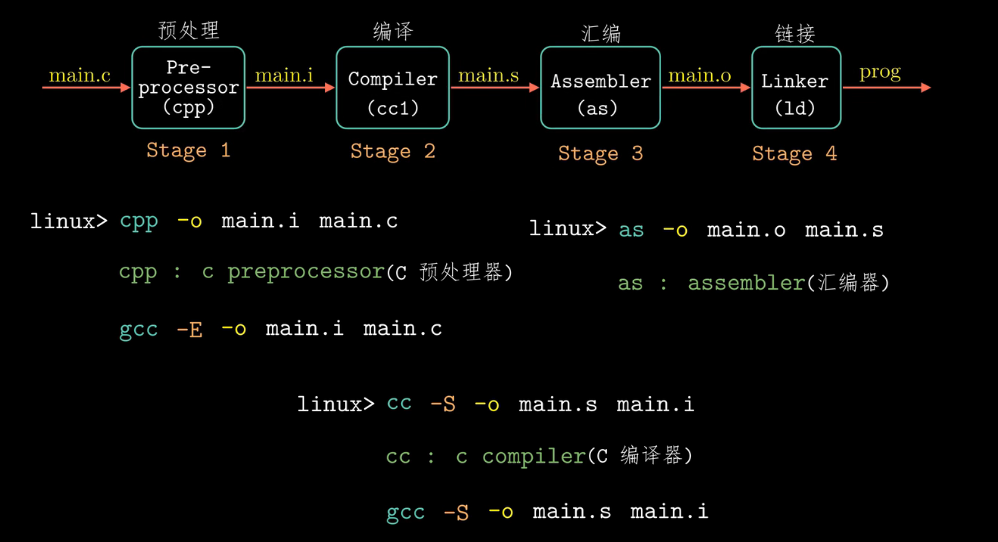 预处理
编译
汇编
链接
main.c
Pre-
processor
(cpp)
main.i
Compiler
(cc1)
main.s
Assembler
(as)
main.o
Linker
(ld)
prog
Stage 1
Stage 2
Stage 3
Stage 4
linux> cpp -o main.i main.c
cpp : c preprocessor(C 预处理器)
gcc -E -o main.i main.c
linux> as -o main.o main.s
as : assembler(汇编器)
linux> cc -S -o main.s main.i
cc : c compiler(C 编译器)
gcc -S -o main.s main.i